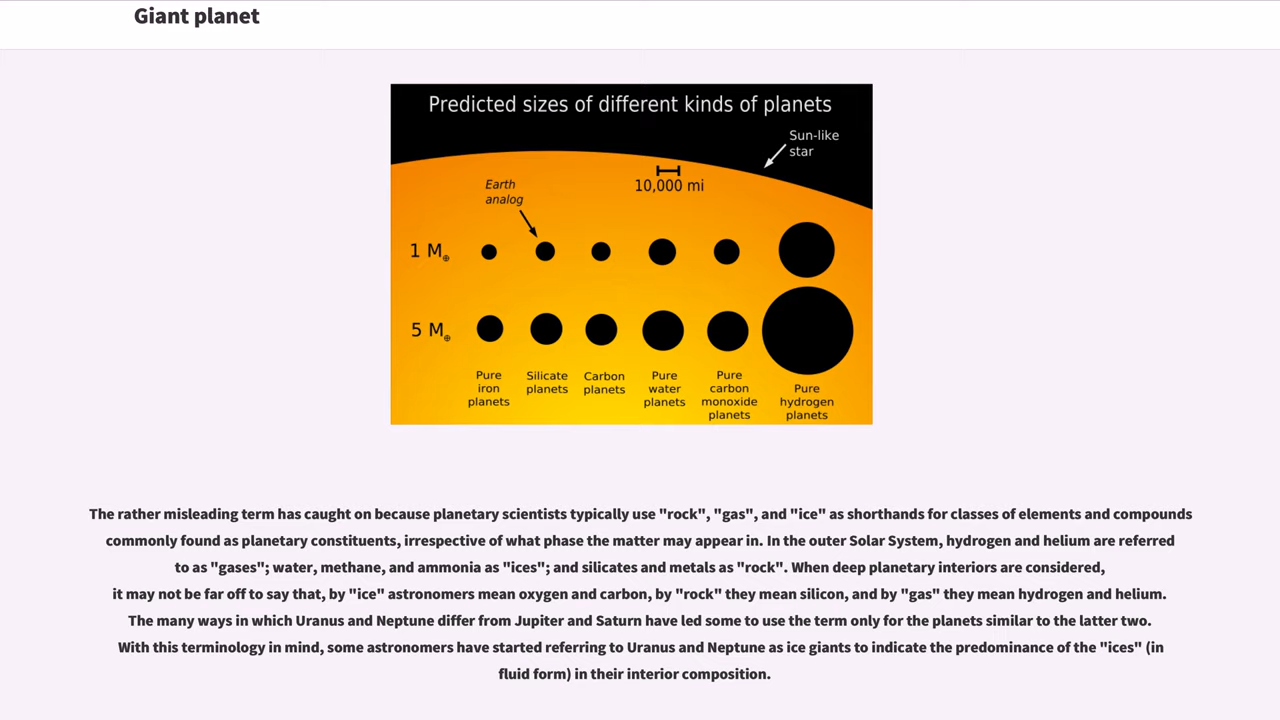 Giant planet
Predicted sizes of different kinds of planets
Sun-like
star
10,000 mi
Earth
analog
1 M⊕
5 M⊕
Pure
iron
planets
Silicate
planets
Carbon
planets
Pure
water
planets
Pure
carbon
monoxide
planets
Pure
hydrogen
planets
The rather misleading term has caught on because planetary scientists typically use "rock", "gas", and "ice" as shorthands for classes of elements and compounds
commonly found as planetary constituents, irrespective of what phase the matter may appear in. In the outer Solar System, hydrogen and helium are referred
to as "gases"; water, methane, and ammonia as "ices"; and silicates and metals as "rock". When deep planetary interiors are considered,
it may not be far off to say that, by "ice" astronomers mean oxygen and carbon, by "rock" they mean silicon, and by "gas" they mean hydrogen and helium.
The many ways in which Uranus and Neptune differ from Jupiter and Saturn have led some to use the term only for the planets similar to the latter two.
With this terminology in mind, some astronomers have started referring to Uranus and Neptune as ice giants to indicate the predominance of the "ices" (in
fluid form) in their interior composition.